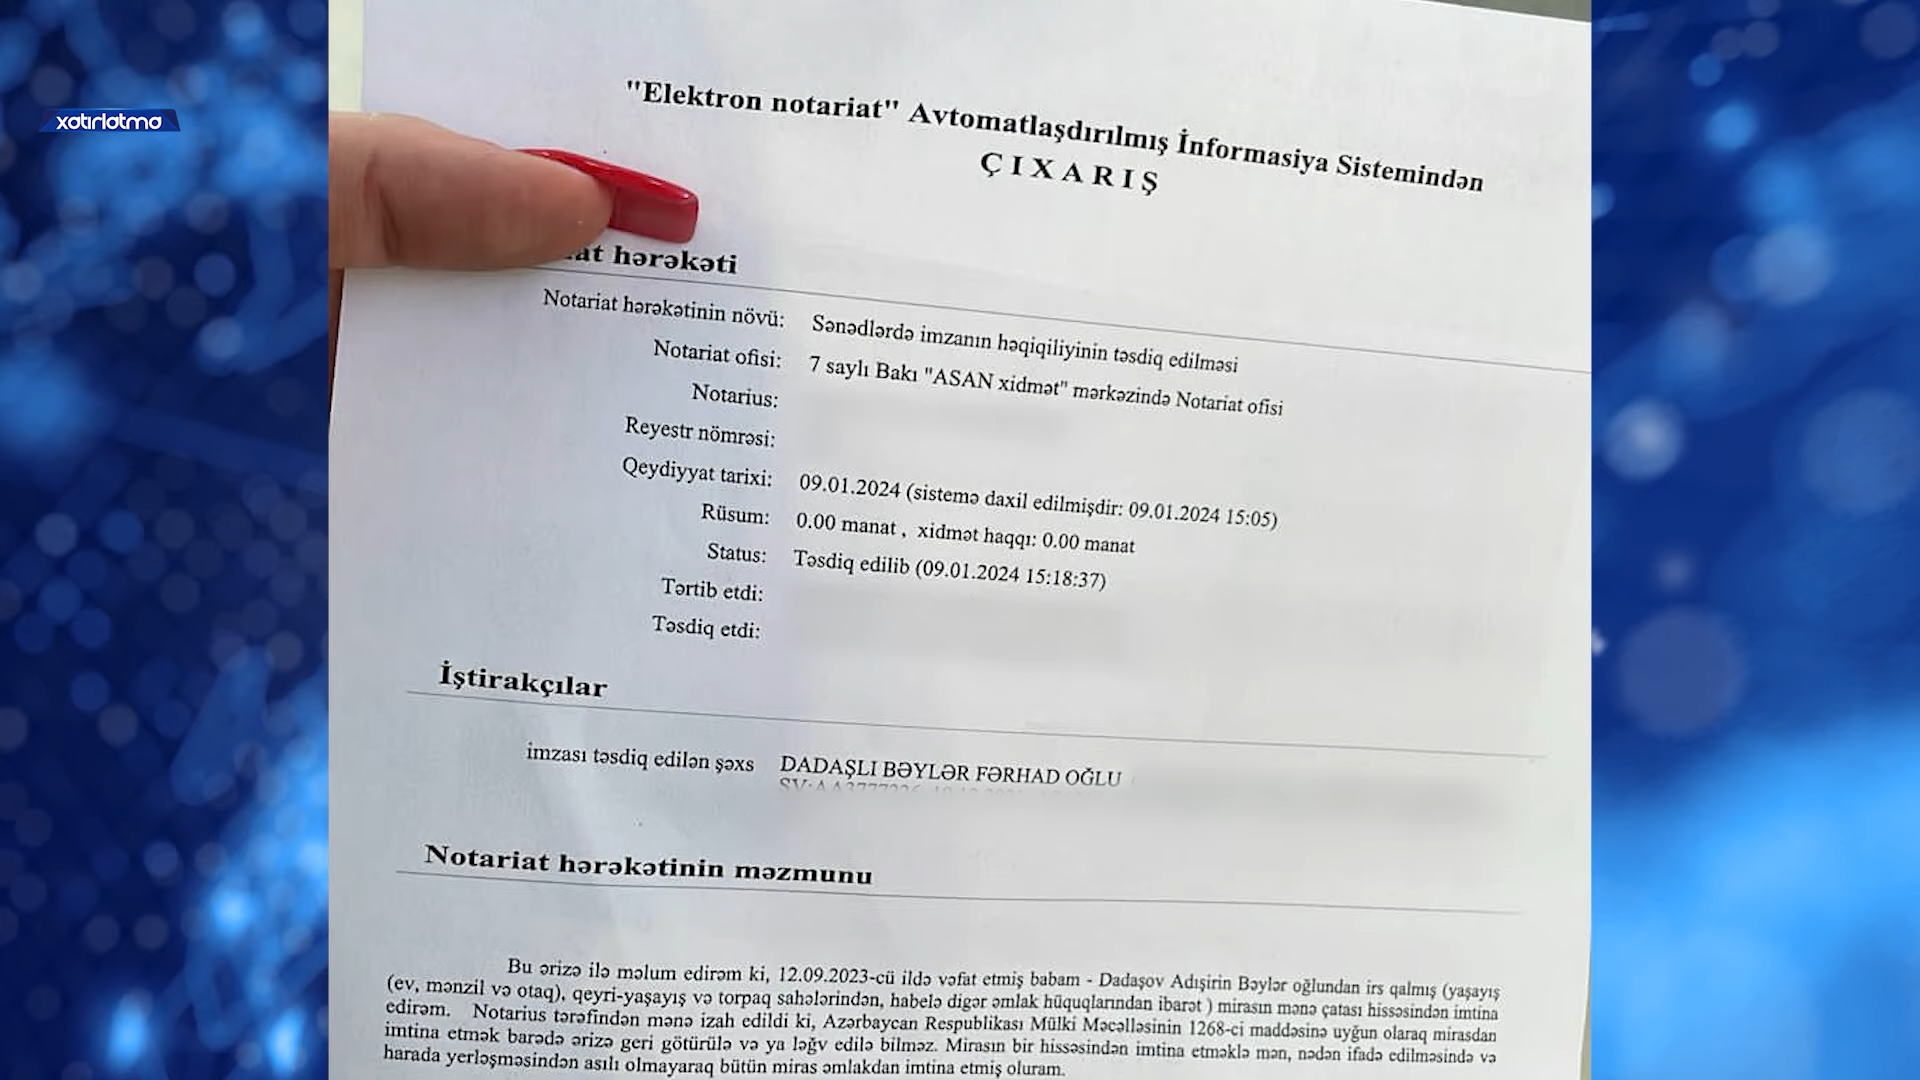 xatırlatma
"Elektron notariat" Avtomatlaşdırılmış İnformasiya Sistemindən
ÇIXARIŞ
hərəkəti
Notariat hərəkətinin növü: Sənədlərdə imzanın həqiqiliyinin təsdiq edilməsi
Notariat ofisi: 7 saylı Bakı "ASAN xidmət" mərkəzində Notariat ofisi
Notarius:
Reyestr nömrəsi:
Qeydiyyat tarixi: 09.01.2024 (sistemə daxil edilmişdir: 09.01.2024 15:05)
Rüsum: 0.00 manat , xidmət haqqı: 0.00 manat
Status: Təsdiq edilib (09.01.2024 15:18:37)
Tərtib etdi:
Təsdiq etdi:
İştirakçılar
imzası təsdiq edilən şəxs DADAŞLI BƏYLƏR FƏRHAD OĞLU
Notariat hərəkətinin məzmunu
Bu ərizə ilə məlum edirəm ki, 12.09.2023-cü ildə vəfat etmiş babam - Dadaşov Adışirin Bəylər oğlundan irs qalmış (yaşayış
(ev, mənzil və otaq), qeyri-yaşayış və torpaq sahələrindən, habelə digər əmlak hüquqlarından ibarət ) mirasın mənə çatası hissəsindən imtina
edirəm. Notarius tərəfindən mənə izah edildi ki, Azərbaycan Respublikası Mülki Məcəlləsinin 1268-ci maddəsinə uyğun olaraq mirasdan
imtina etmək barədə ərizə geri götürülə və ya ləğv edilə bilməz. Mirasın bir hissəsindən imtina etməklə mən, nədən ifadə edilməsində və
harada yerləşməsindən asılı olmayaraq bütün miras əmlakdan imtina etmiş oluram.